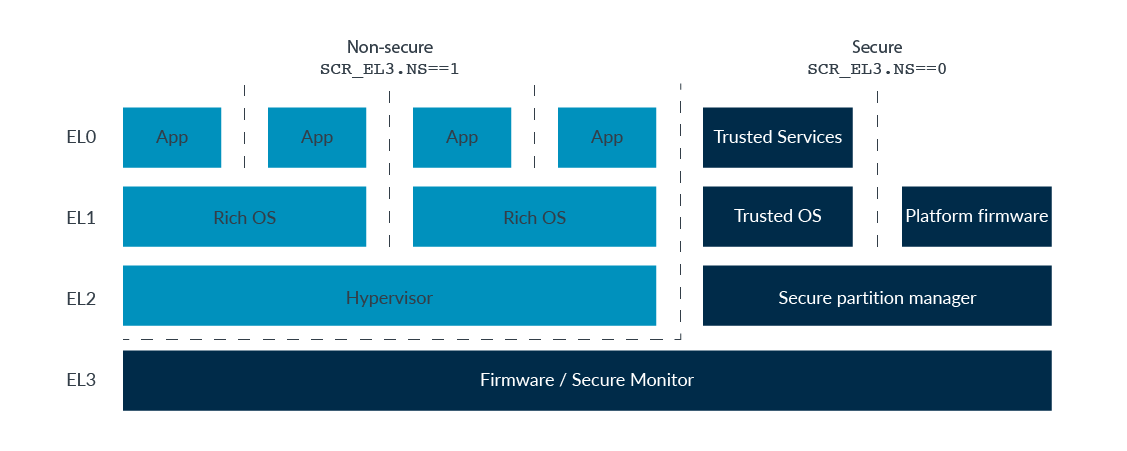 Non-secure
SCR_EL3.NS==1
Secure
SCR_EL3.NS==0
EL0
App
App
App
App
Trusted Services
EL1
Rich OS
Rich OS
Trusted OS
Platform firmware
EL2
Hypervisor
Secure partition manager
EL3
Firmware / Secure Monitor